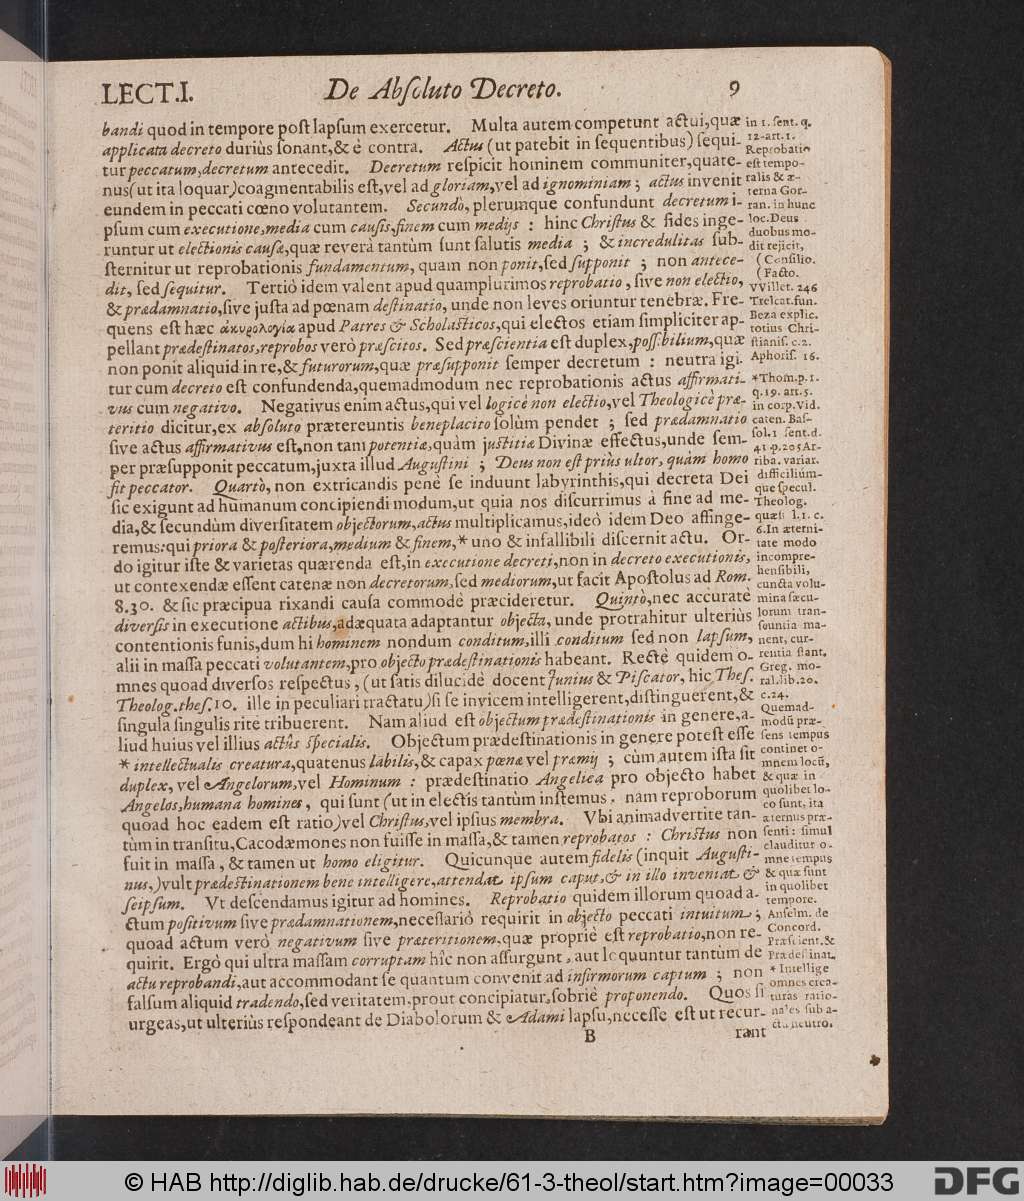 LECT.I. De Abſoluto Decreto. 9
bandi quod in tempore poſt lapſum exercetur. Multa autem competunt actui,quæ
applicata decreto duriùs ſonant,& è contra. Actus (ut patebit in ſequentibus) ſequi-
tur peccatum,decretum antecedit. Decretum reſpicit hominem communiter,quate-
nus(ut ita loquar)coagmentabilis eſt,vel ad gloriam,vel ad ignominiam; actus invenit
eundem in peccati cœno volutantem. Secundò, plerumque confundunt decretum i-
pſum cum executione,media cum cauſis,finem cum medijs : hinc Chriſtus & fides inge-
runtur ut electionis cauſæ,quæ reverà tantùm ſunt ſalutis media ; & incredulitas ſub-
ſternitur ut reprobationis fundamentum, quam non ponit,ſed ſupponit ; non antece-
dit, ſed ſequitur. Tertiò idem valent apud quamplurimos reprobatio, ſive non electio,
& prædamnatio,ſive juſta ad pœnam deſtinatio, unde non leves oriuntur tenebræ. Fre-
quens eſt hæc ἀκυρολογία apud Patres & Scholaſticos,qui electos etiam ſimpliciter ap-
pellant prædeſtinatos,reprobos verò præſcitos. Sed præſcientia eſt duplex,poſſibilium,quæ
non ponit aliquid in re,& futurorum,quæ præſupponit ſemper decretum : neutra igi-
tur cum decreto eſt confundenda,quemadmodum nec reprobationis actus affirmati-
vus cum negativo. Negativus enim actus,qui vel logicè non electio,vel Theologicè præ-
teritio dicitur,ex abſoluto prætereuntis beneplacito ſolùm pendet ; ſed prædamnatio
ſive actus affirmativus eſt,non tam potentiæ,quàm juſtitiæ Divinæ effectus,unde ſem-
per præſupponit peccatum,juxta illud Auguſtini ; Deus non eſt priùs ultor, quàm homo
fit peccator. Quartò, non extricandis penè ſe induunt labyrinthis,qui decreta Dei
ſic exigunt ad humanum concipiendi modum,ut quia nos diſcurrimus à fine ad me-
dia,& ſecundùm diverſitatem objectorum,actus multiplicamus,ideò idem Deo affinge-
remus:qui priora & poſteriora,medium & finem,* uno & infallibili diſcernit actu. Or-
do igitur iſte & varietas quærenda eſt,in executione decreti,non in decreto executionis,
ut contexendæ eſſent catenæ non decretorum,ſed mediorum,ut facit Apoſtolus ad Rom.
8.30. & ſic præcipua rixandi cauſa commodè præcideretur. Quintò,nec accuratè
diverſis in executione actibus,adæquata adaptantur objecta, unde protrahitur ulteriùs
contentionis funis,dum hi hominem nondum conditum,illi conditum ſed non lapſum,
alii in maſſa peccati volutantem,pro objecto prædeſtinationis habeant. Rectè quidem o-
mnes quoad diverſos reſpectus, (ut ſatis dilucidè docent Junius & Piſcator, hic Theſ.
Theolog.theſ.10. ille in peculiari tractatu)ſi ſe invicem intelligerent,diſtinguerent,&
ſingula ſingulis ritè tribuerent. Nam aliud eſt objectum prædeſtinationis in genere,a-
liud huius vel illius actûs ſpecialis. Objectum prædeſtinationis in genere poteſt eſſe
* intellectualis creatura,quatenus labilis,& capax pœnæ vel præmij ; cùm autem iſta ſit
duplex, vel Angelorum,vel Hominum : prædeſtinatio Angelica pro objecto habet
Angelos,humana homines, qui ſunt (ut in electis tantùm inſtemus, nam reproborum
quoad hoc eadem eſt ratio)vel Chriſtus,vel ipſius membra. Vbi animadvertite tan-
tùm in tranſitu,Cacodæmones non fuiſſe in maſſa,& tamen reprobatos : Chriſtus non
fuit in maſſa, & tamen ut homo eligitur. Quicunque autem fidelis (inquit Auguſti-
nus,)vult prædeſtinationem bene intelligere,attendat ipſum caput,& in illo inveniat &
ſeipſum. Vt deſcendamus igitur ad homines. Reprobatio quidem illorum quoad a-
ctum poſitivum ſive prædamnationem,neceſſariò requirit in objecto peccati intuitum ;
quoad actum verò negativum ſive præteritionem,quæ propriè eſt reprobatio,non re-
quirit. Ergò qui ultra maſſam corruptam hîc non aſſurgunt, aut loquuntur tantùm de
actu reprobandi,aut accommodant ſe quantum convenit ad infirmorum captum ; non
falſum aliquid tradendo,ſed veritatem,prout concipiatur,ſobriè proponendo. Quos ſi
urgeas,ut ulteriùs reſpondeant de Diabolorum & Adami lapſu,neceſſe eſt ut recur-
B rant
in 1. ſent. q.
12-art.1.
Reprobatio
eſt tempo-
ralis & æ-
terna Gor-
ran. in hunc
loc.Deus
duobus mo-
dit rejicit,
(Conſilio.
(Facto.
vVillet. 246
Trelcat.fun.
Beza explic.
totius Chri-
ſtianiſ. c.2.
Aphoriſ. 16.
*Thom.p.1.
q.19. art.5.
in corp.Vid.
caten. Baſ-
ſol.1 ſent.d.
41 p.205 Ar-
riba. variar.
difficiliúm-
que ſpecul.
Theolog.
quæſt l.1. c.
6.In æterni-
tate modo
incompre-
henſibili,
cuncta volu-
mina ſæcu-
lorum tran-
ſeuntia ma-
nent, cur-
rentia ſtant.
Greg. mo-
ral.lib.20.
c.24.
Quemad-
modū præ-
ſens tempus
continet o-
mnem locū,
& quæ in
quolibet lo-
co ſunt, ita
æternus præ-
ſenti: ſimul
clauditur o-
mne tempus
& quæ ſunt
in quolibet
tempore.
Anſelm. de
Concord.
Præſcient.&
Prædeſtinat.
* Intellige
omnes crea-
turas ratio-
nales ſub a-
ctu neutro.
© HAB http://diglib.hab.de/drucke/61-3-theol/start.htm?image=00033
DFG